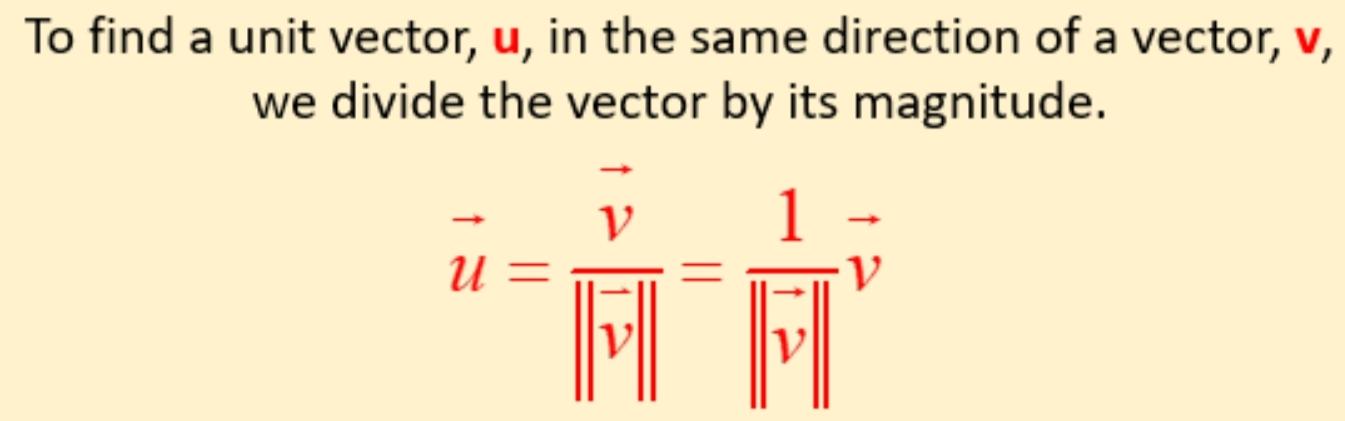 To find a unit vector, u, in the same direction of a vector, v,
we divide the vector by its magnitude.
$\vec{u} = \frac{\vec{v}}{\|\vec{v}\|} = \frac{1}{\|\vec{v}\|}\vec{v}$